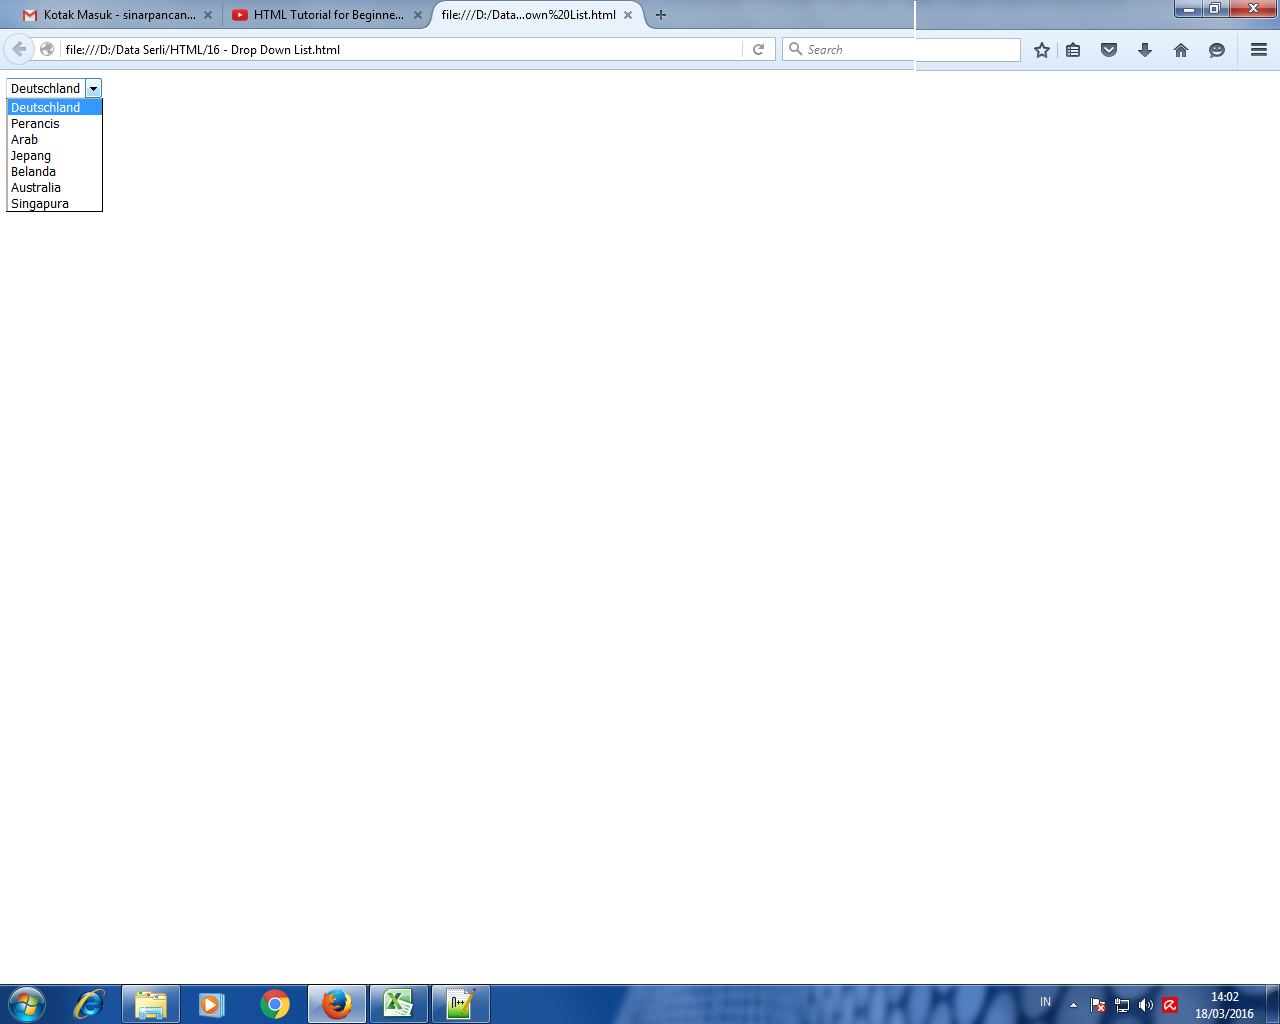 Kotak Masuk - sinarpancan...
HTML Tutorial for Beginne...
file:///D:/Data...own%20List.html
file:///D:/Data Serli/HTML/16 - Drop Down List.html
Search
Deutschland
Deutschland
Perancis
Arab
Jepang
Belanda
Australia
Singapura
IN
14:02
18/03/2016